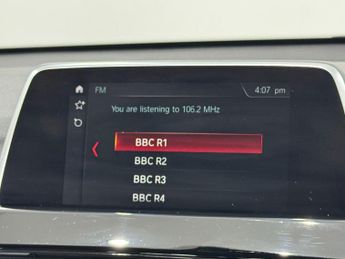 FM
4:07 pm
You are listening to 106.2 MHz
BBC R1
BBC R2
BBC R3
BBC R4